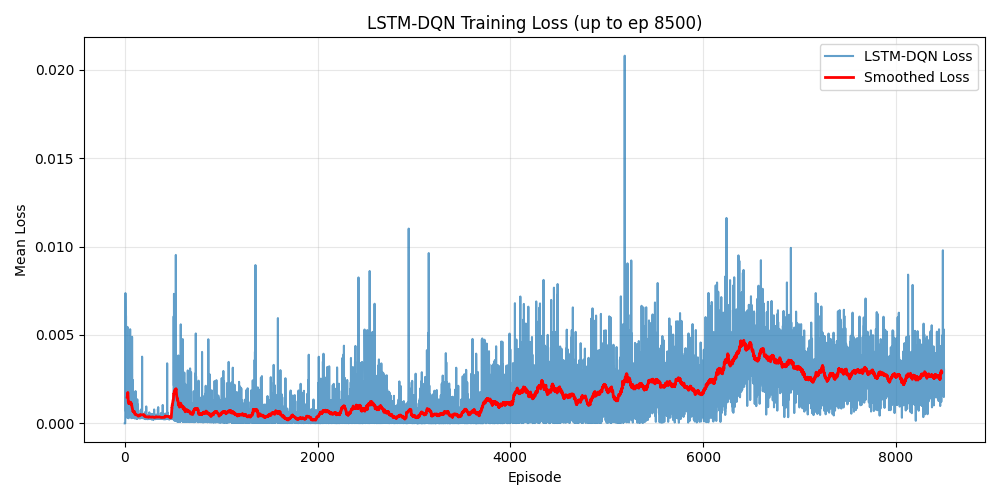 LSTM-DQN Training Loss (up to ep 8500)
LSTM-DQN Loss
Smoothed Loss
0.020
0.015
0.010
0.005
0.000
Mean Loss
0
2000
4000
6000
8000
Episode